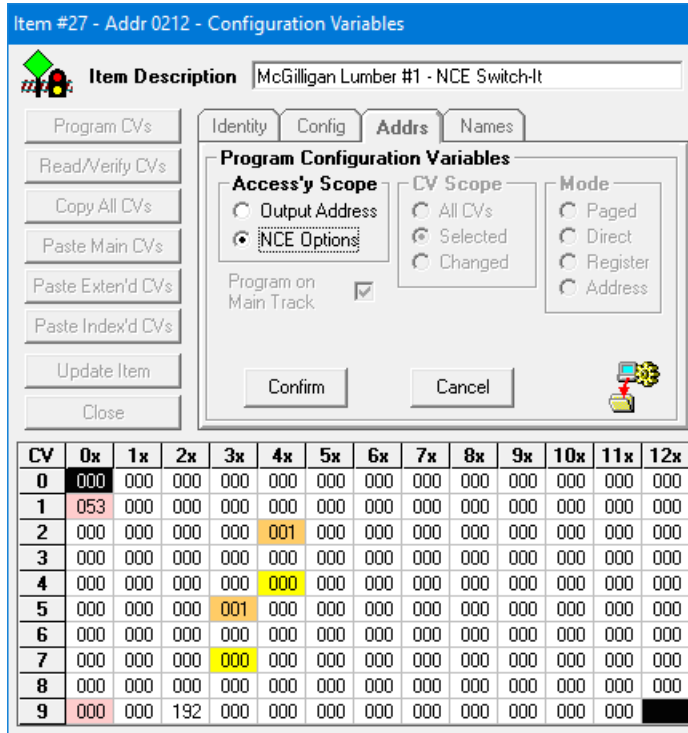 Item #27 - Addr 0212 - Configuration Variables
Item Description McGilligan Lumber #1 - NCE Switch-It
Program CVs
Read/Verify CVs
Copy All CVs
Paste Main CVs
Paste Exten'd CVs
Paste Index'd CVs
Update Item
Close
Identity Config Addrs Names
Program Configuration Variables
Access'y Scope
Output Address
NCE Options
CV Scope
All CVs
Selected
Changed
Mode
Paged
Direct
Register
Address
Program on
Main Track
Confirm Cancel
CV 0x 1x 2x 3x 4x 5x 6x 7x 8x 9x 10x 11x 12x
0 000 000 000 000 000 000 000 000 000 000 000 000 000
1 053 000 000 000 000 000 000 000 000 000 000 000 000
2 000 000 000 000 001 000 000 000 000 000 000 000 000
3 000 000 000 000 000 000 000 000 000 000 000 000 000
4 000 000 000 000 000 000 000 000 000 000 000 000 000
5 000 000 000 001 000 000 000 000 000 000 000 000 000
6 000 000 000 000 000 000 000 000 000 000 000 000 000
7 000 000 000 000 000 000 000 000 000 000 000 000 000
8 000 000 000 000 000 000 000 000 000 000 000 000 000
9 000 000 192 000 000 000 000 000 000 000 000 000